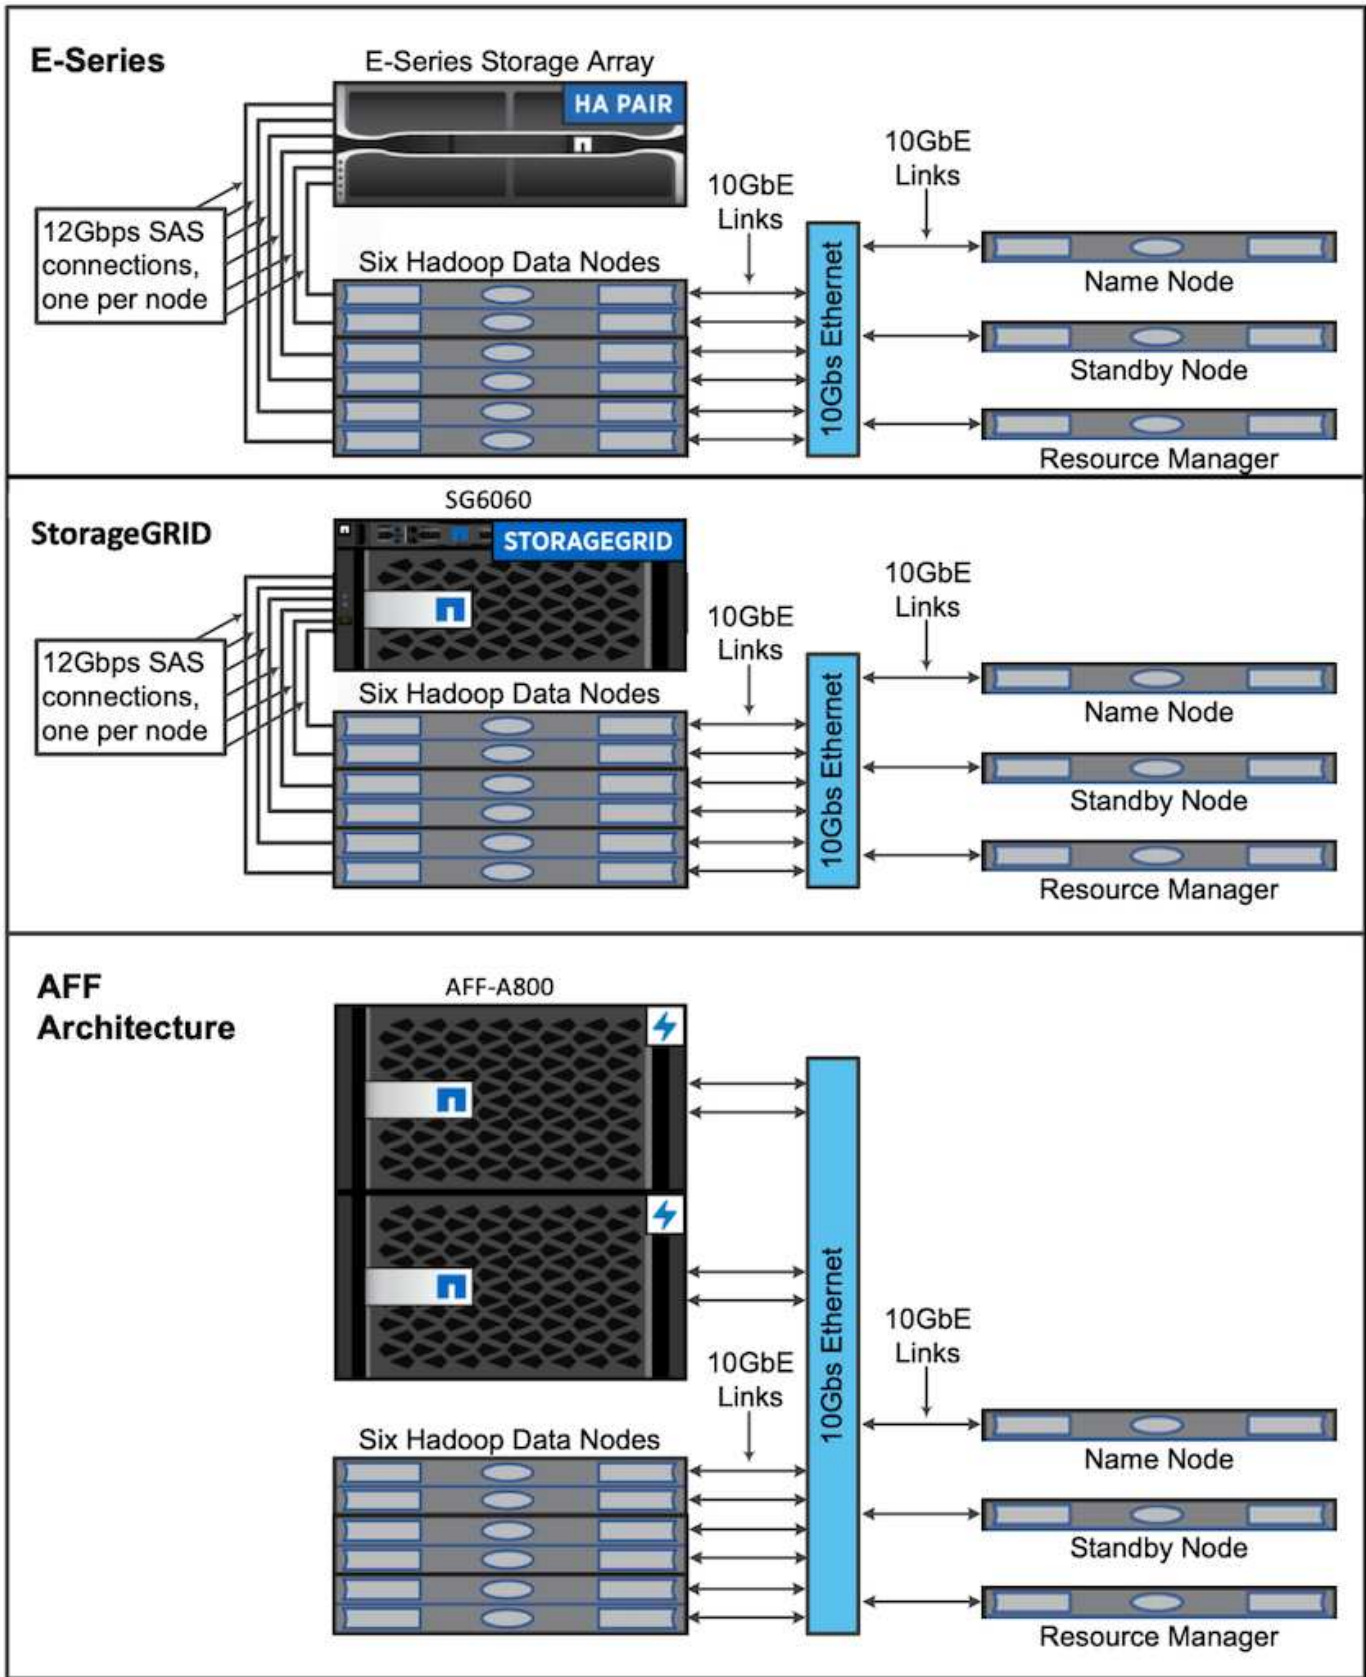 E-Series
E-Series Storage Array
HA PAIR
10GbE
Links
10GbE
Links
12Gbps SAS
connections,
one per node
Six Hadoop Data Nodes
10Gbs Ethernet
Name Node
Standby Node
Resource Manager
StorageGRID
SG6060
STORAGEGRID
10GbE
Links
10GbE
Links
12Gbps SAS
connections,
one per node
Six Hadoop Data Nodes
10Gbs Ethernet
Name Node
Standby Node
Resource Manager
AFF
Architecture
AFF-A800
10Gbs Ethernet
10GbE
Links
10GbE
Links
Six Hadoop Data Nodes
Name Node
Standby Node
Resource Manager